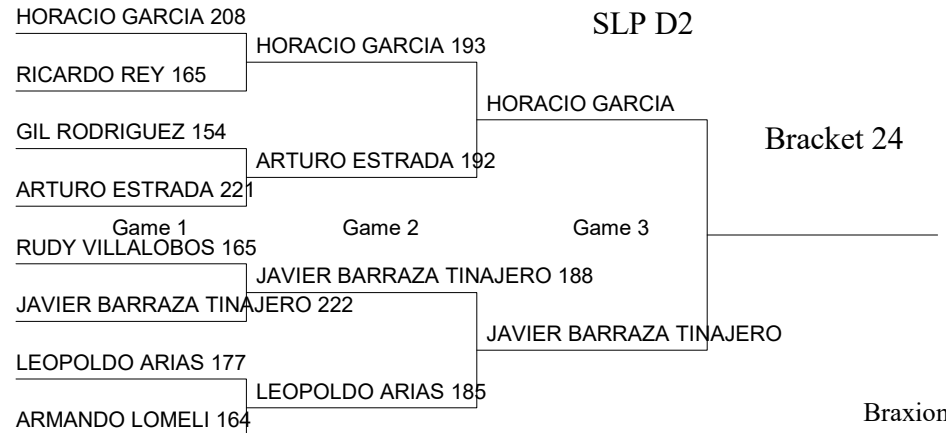 HORACIO GARCIA 208
RICARDO REY 165
GIL RODRIGUEZ 154
ARTURO ESTRADA 221
Game 1
RUDY VILLALOBOS 165
JAVIER BARRAZA TINAJERO 222
LEOPOLDO ARIAS 177
ARMANDO LOMELI 164
HORACIO GARCIA 193
ARTURO ESTRADA 192
Game 2
JAVIER BARRAZA TINAJERO 188
LEOPOLDO ARIAS 185
HORACIO GARCIA
Game 3
JAVIER BARRAZA TINAJERO
SLP D2
Bracket 24
Braxion